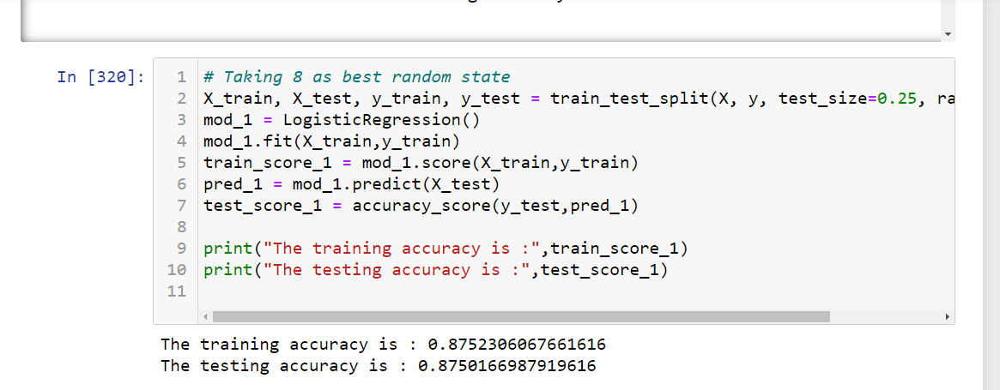 In [320]:
1 # Taking 8 as best random state
2 X_train, X_test, y_train, y_test = train_test_split(X, y, test_size=0.25, ra
3 mod_1 = LogisticRegression()
4 mod_1.fit(X_train,y_train)
5 train_score_1 = mod_1.score(X_train,y_train)
6 pred_1 = mod_1.predict(X_test)
7 test_score_1 = accuracy_score(y_test,pred_1)
8
9 print("The training accuracy is :",train_score_1)
10 print("The testing accuracy is :",test_score_1)
11
The training accuracy is : 0.8752306067661616
The testing accuracy is : 0.8750166987919616